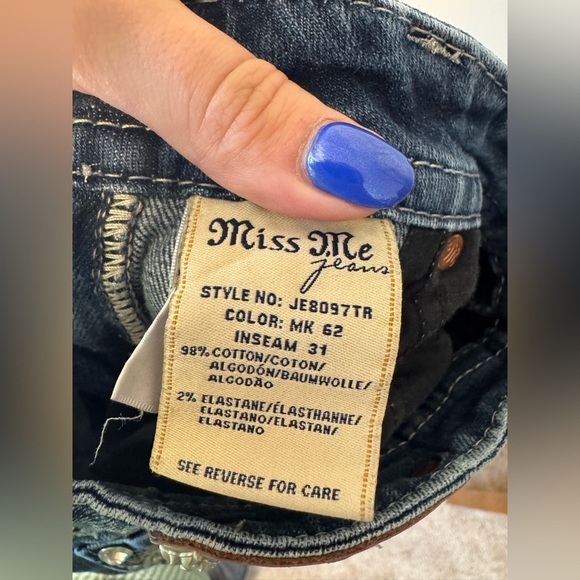 Miss Me
jeans
STYLE NO: JE8097TR
COLOR: MK 62
INSEAM 31
98% COTTON/COTON/
ALGODÓN/BAUMWOLLE/
ALGODÃO
2% ELASTANE/ÉLASTHANNE/
ELASTANO/ELASTAN/
ELASTANO
SEE REVERSE FOR CARE